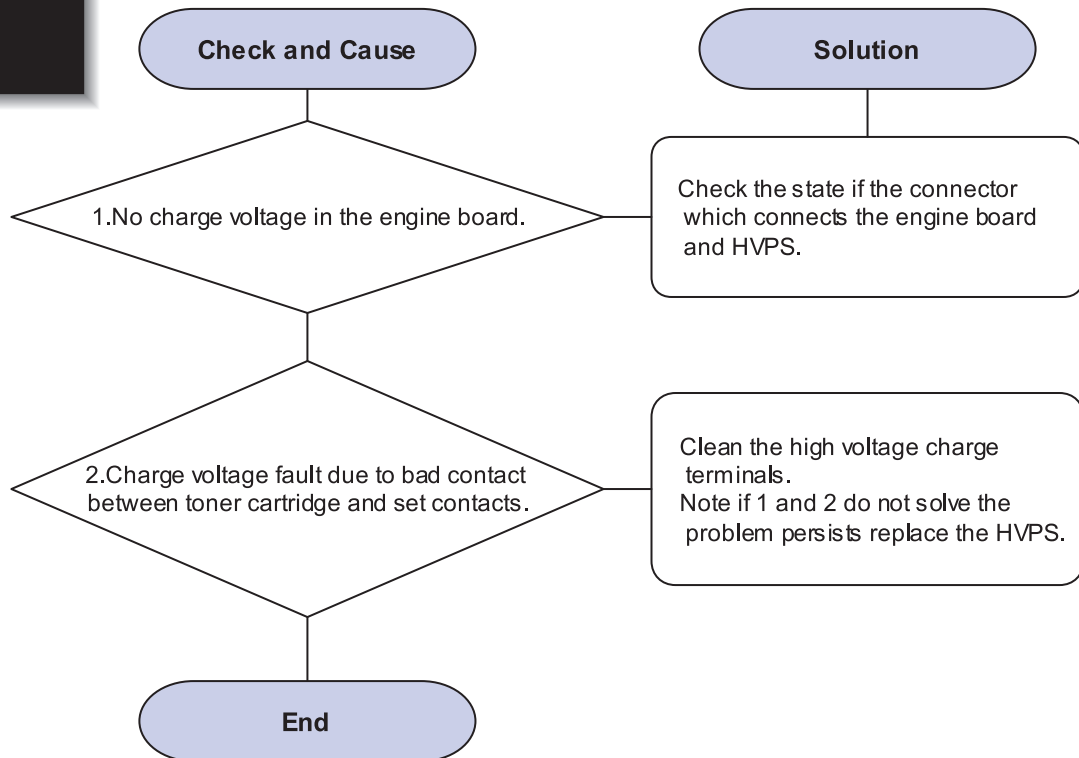 Check and Cause
Solution
1.No charge voltage in the engine board.
Check the state if the connector
which connects the engine board
and HVPS.
2.Charge voltage fault due to bad contact
between toner cartridge and set contacts.
Clean the high voltage charge
terminals.
Note if 1 and 2 do not solve the
problem persists replace the HVPS.
End